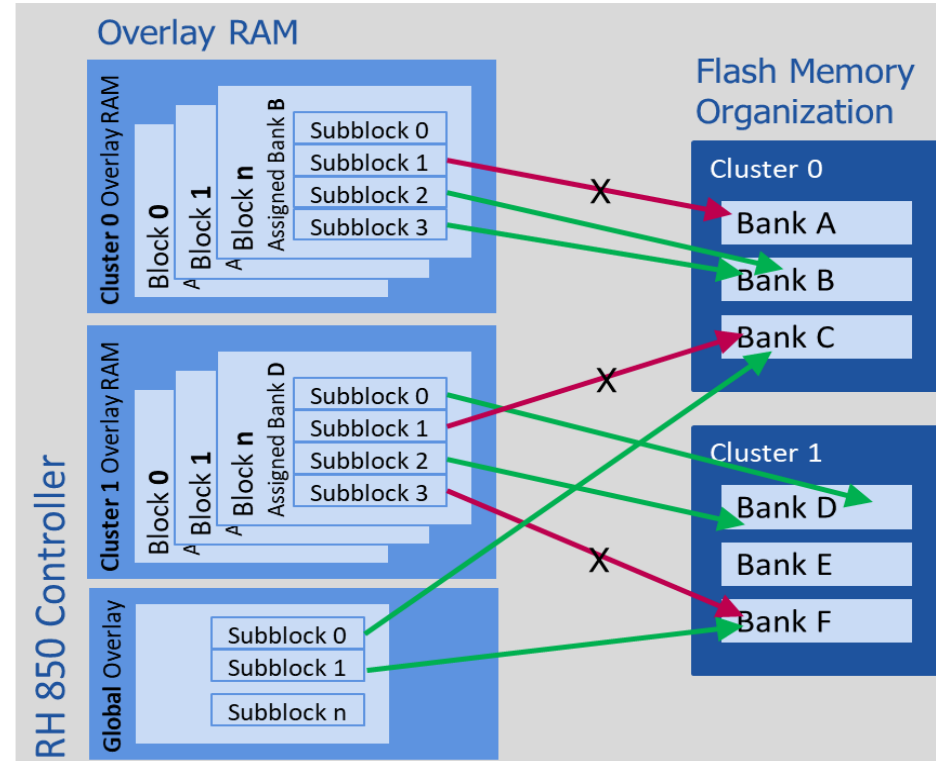 Overlay RAM
Cluster 0 Overlay RAM
Block 0
A
Block 1
A
Block n
Assigned Bank B
Subblock 0
Subblock 1
Subblock 2
Subblock 3
X
Cluster 1 Overlay RAM
Block 0
A
Block 1
A
Block n
Assigned Bank D
Subblock 0
Subblock 1
Subblock 2
Subblock 3
X
X
Global Overlay
Subblock 0
Subblock 1
Subblock n
RH 850 Controller
Flash Memory
Organization
Cluster 0
Bank A
Bank B
Bank C
Cluster 1
Bank D
Bank E
Bank F